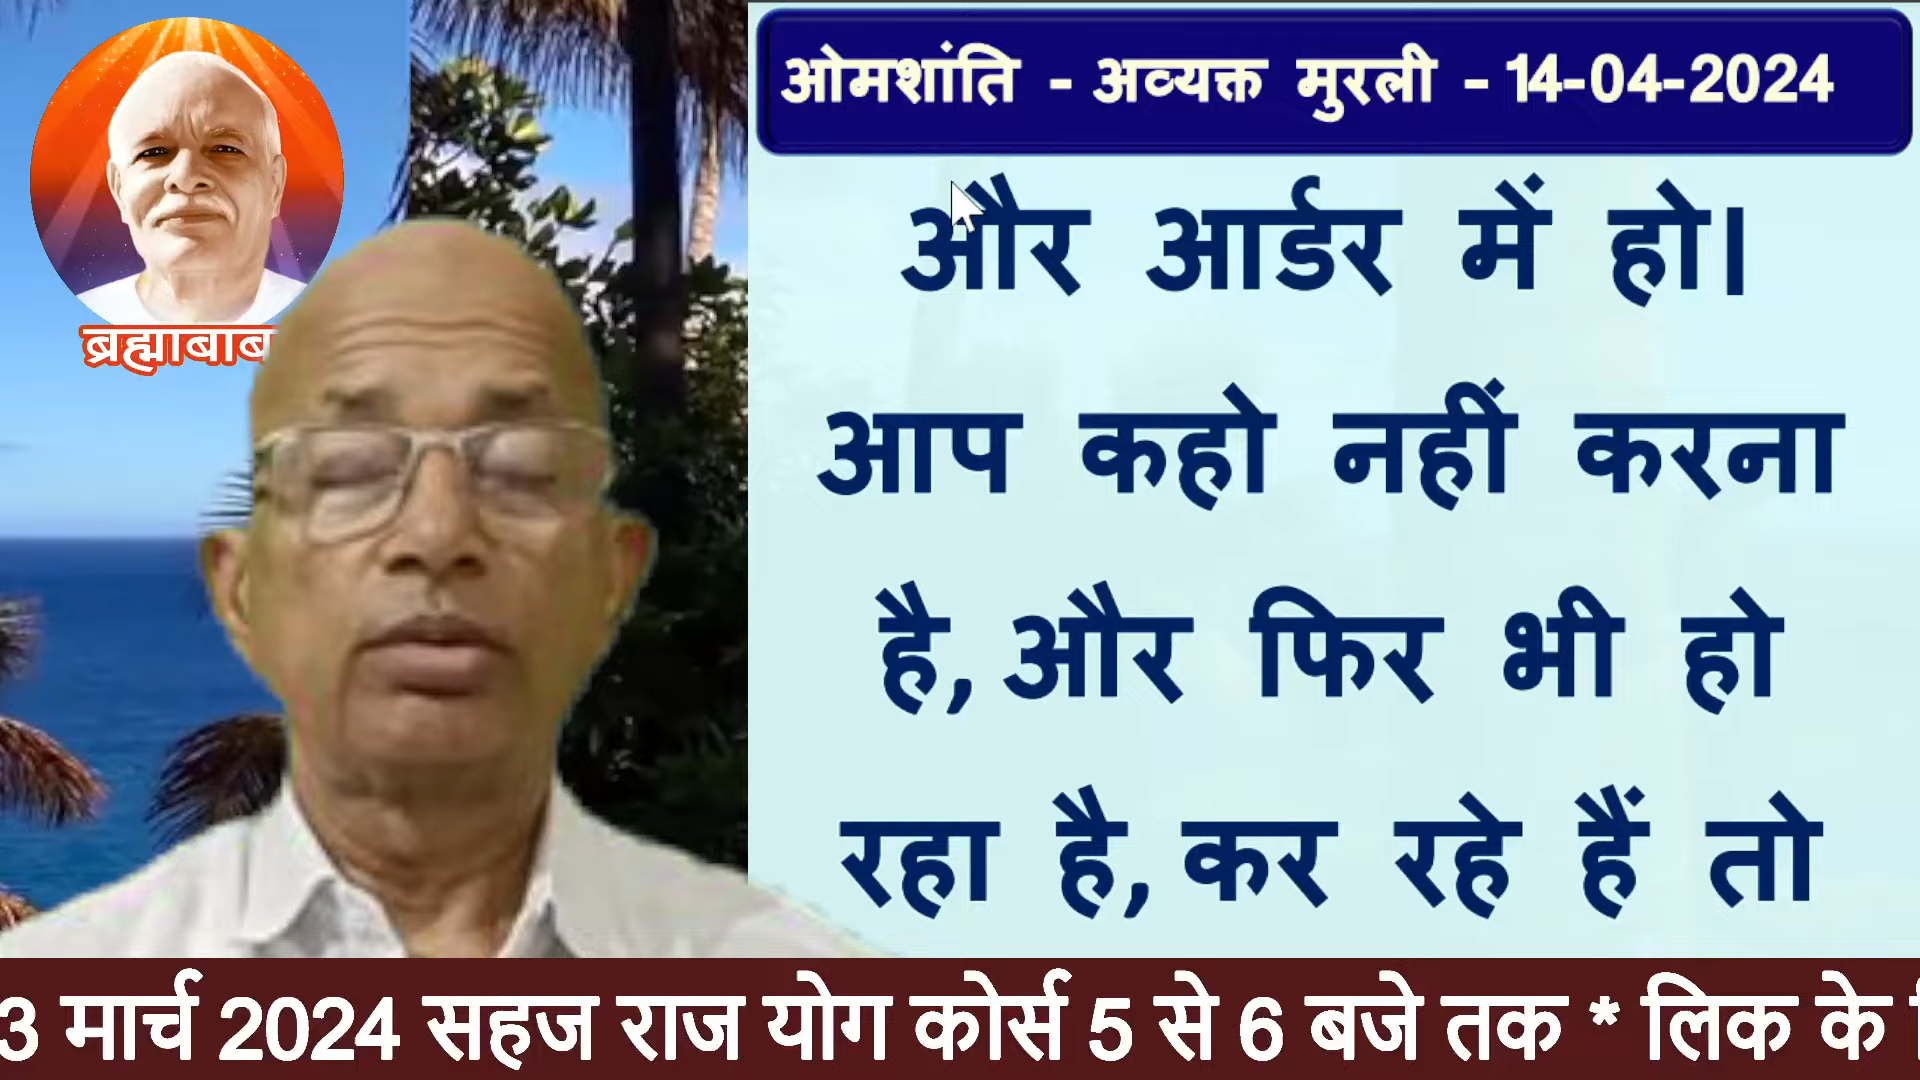 ओमशांति - अव्यक्त मुरली - 14-04-2024
ब्रह्माबाब
और आर्डर में हो।
आप कहो नहीं करना
है, और फिर भी हो
रहा है, कर रहे हैं तो
3 मार्च 2024 सहज राज योग कोर्स 5 से 6 बजे तक * लिक के